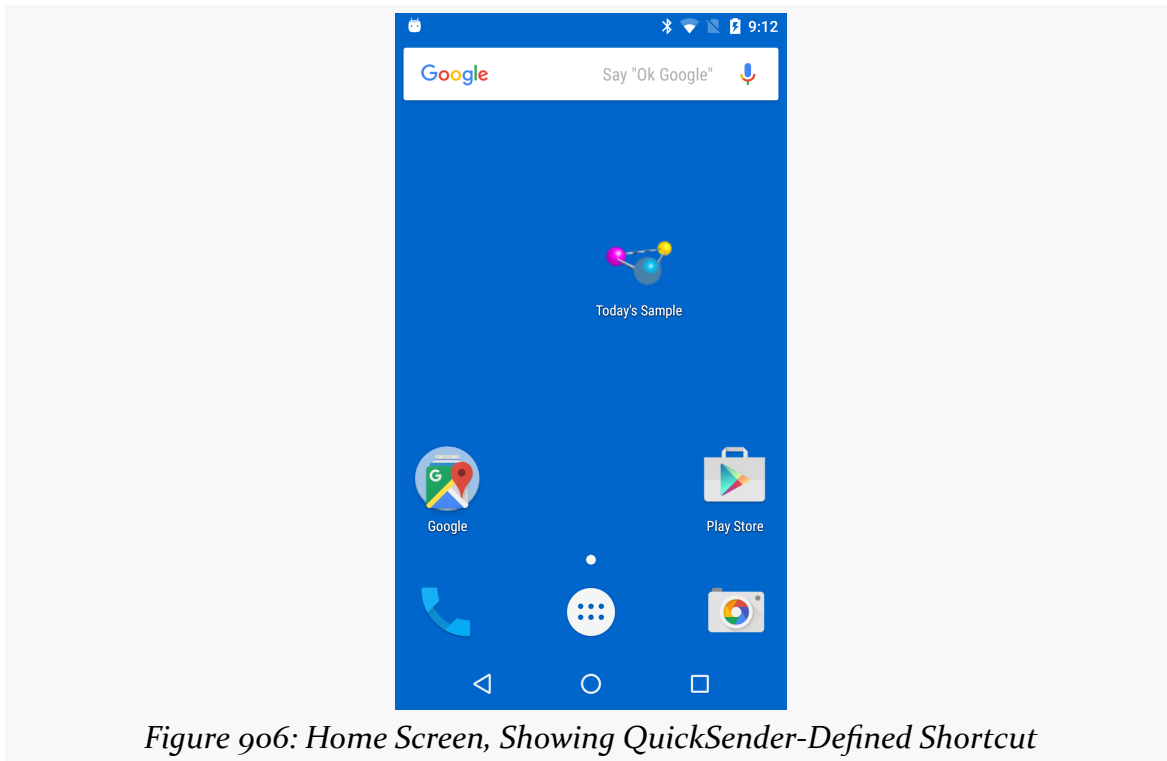 9:12
Google Say "Ok Google"
Today's Sample
G
Google Play Store
Figure 906: Home Screen, Showing QuickSender-Defined Shortcut